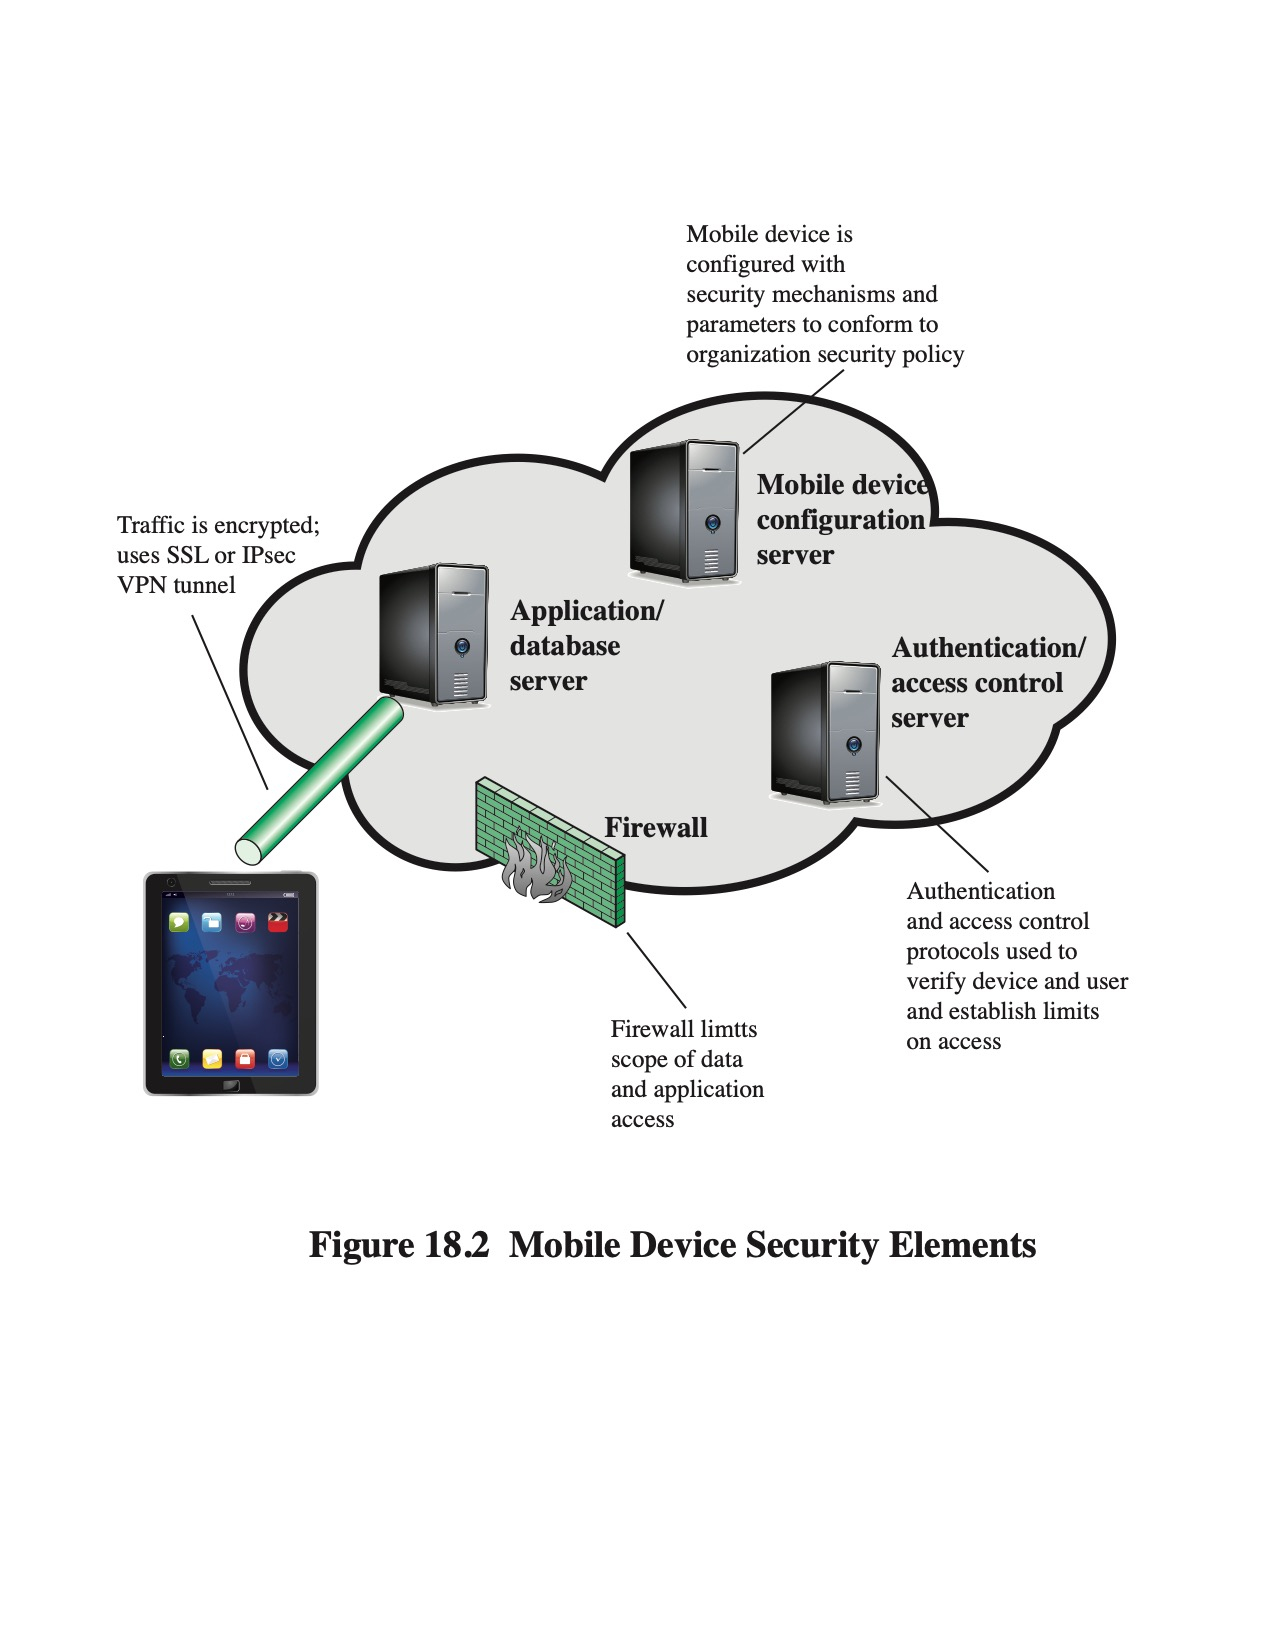 Mobile device is
configured with
security mechanisms and
parameters to conform to
organization security policy
Mobile device
configuration
server
Traffic is encrypted;
uses SSL or IPsec
VPN tunnel
Application/
database
server
Authentication/
access control
server
Firewall
Authentication
and access control
protocols used to
verify device and user
and establish limits
on access
Firewall limtts
scope of data
and application
access
Figure 18.2  Mobile Device Security Elements